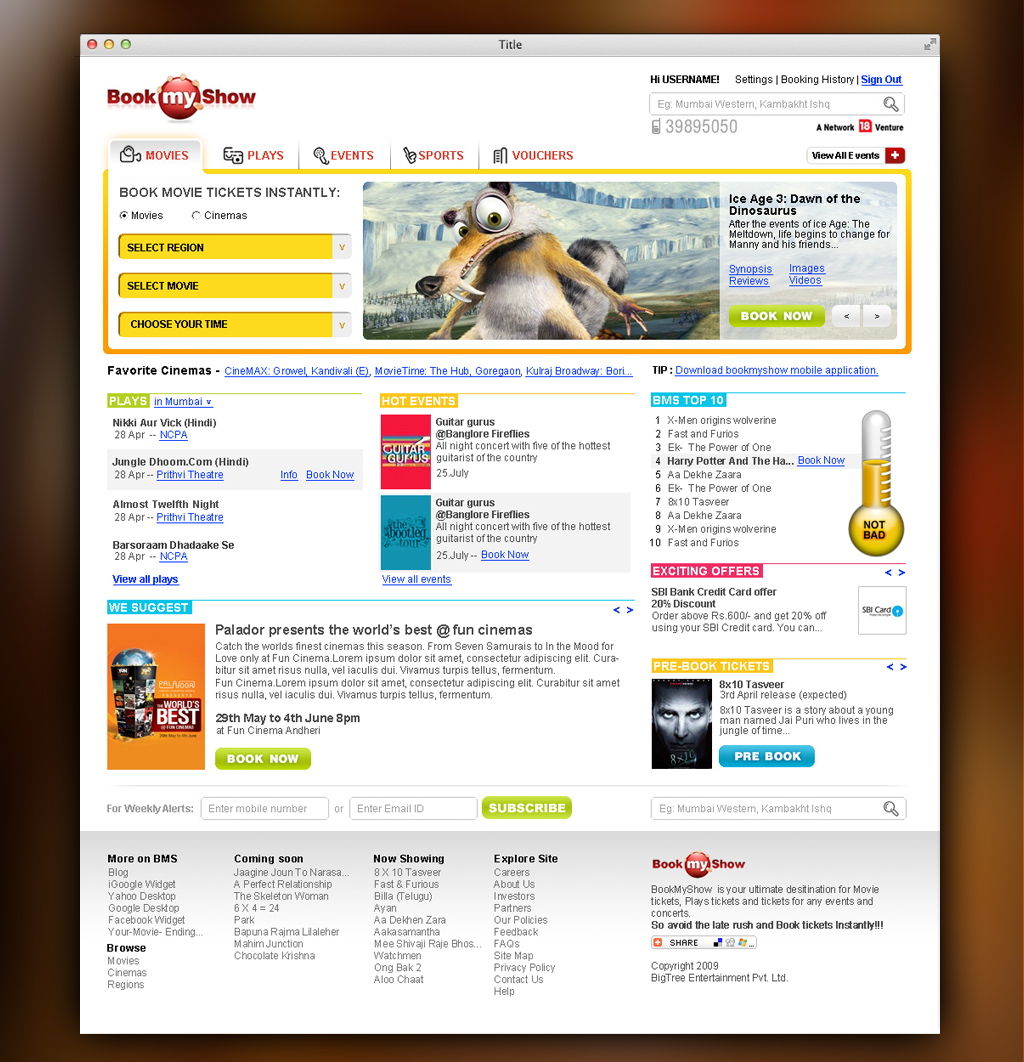 Title
Book my Show
Hi USERNAME! Settings | Booking History | Sign Out
Eg: Mumbai Western, Kambakht Ishq
39895050
A Network 18 Venture
MOVIES
PLAYS
EVENTS
SPORTS
VOUCHERS
View All Events +
BOOK MOVIE TICKETS INSTANTLY:
Movies
Cinemas
SELECT REGION v
SELECT MOVIE v
CHOOSE YOUR TIME v
Ice Age 3: Dawn of the
Dinosaurus
After the events of ice Age: The
Meltdown, life begins to change for
Manny and his friends...
Synopsis Images
Reviews Videos
BOOK NOW < >
Favorite Cinemas - CineMAX: Growel, Kandivali (E), MovieTime: The Hub, Goregaon, Kulraj Broadway: Bori...
TIP : Download bookmyshow mobile application.
PLAYS in Mumbai v
Nikki Aur Vick (Hindi)
28 Apr -- NCPA
Jungle Dhoom.Com (Hindi)
28 Apr -- Prithvi Theatre Info Book Now
Almost Twelfth Night
28 Apr -- Prithvi Theatre
Barsoraam Dhadaake Se
28 Apr -- NCPA
View all plays
HOT EVENTS
GUITAR
GURUS
Guitar gurus
@Banglore Fireflies
All night concert with five of the hottest
guitarist of the country
25.July
the
bootleg
tour
Guitar gurus
@Banglore Fireflies
All night concert with five of the hottest
guitarist of the country
25.July -- Book Now
View all events
BMS TOP 10
1 X-Men origins wolverine
2 Fast and Furios
3 Ek- The Power of One
4 Harry Potter And The Ha... Book Now
5 Aa Dekhe Zaara
6 Ek- The Power of One
7 8x10 Tasveer
8 Aa Dekhe Zaara
9 X-Men origins wolverine
10 Fast and Furios
NOT
BAD
EXCITING OFFERS < >
SBI Bank Credit Card offer
20% Discount
Order above Rs.600/- and get 20% off
using your SBI Credit card. You can...
SBI Card
WE SUGGEST < >
PRESENTS
THE
WORLD'S
BEST
@ FUN CINEMAS
Palador presents the world's best @ fun cinemas
Catch the worlds finest cinemas this season. From Seven Samurais to In the Mood for
Love only at Fun Cinema.Lorem ipsum dolor sit amet, consectetur adipiscing elit. Cura-
bitur sit amet risus nulla, vel iaculis dui. Vivamus turpis tellus, fermentum.
Fun Cinema.Lorem ipsum dolor sit amet, consectetur adipiscing elit. Curabitur sit amet
risus nulla, vel iaculis dui. Vivamus turpis tellus, fermentum.
29th May to 4th June 8pm
at Fun Cinema Andheri
BOOK NOW
PRE-BOOK TICKETS < >
8x10
8x10 Tasveer
3rd April release (expected)
8x10 Tasveer is a story about a young
man named Jai Puri who lives in the
jungle of time...
PRE BOOK
For Weekly Alerts: Enter mobile number or Enter Email ID SUBSCRIBE
Eg: Mumbai Western, Kambakht Ishq
More on BMS
Blog
iGoogle Widget
Yahoo Desktop
Google Desktop
Facebook Widget
Your-Movie- Ending...
Browse
Movies
Cinemas
Regions
Coming soon
Jaagine Joun To Narasa...
A Perfect Relationship
The Skeleton Woman
6 X 4 = 24
Park
Bapuna Rajma Lilaleher
Mahim Junction
Chocolate Krishna
Now Showing
8 X 10 Tasveer
Fast & Furious
Billa (Telugu)
Ayan
Aa Dekhen Zara
Aakasamantha
Mee Shivaji Raje Bhos...
Watchmen
Ong Bak 2
Aloo Chaat
Explore Site
Careers
About Us
Investors
Partners
Our Policies
Feedback
FAQs
Site Map
Privacy Policy
Contact Us
Help
Book my Show
BookMyShow is your ultimate desitination for Movie
tickets, Plays tickets and tickets for any events and
concerts.
So avoid the late rush and Book tickets Instantly!!!
SHARE
Copyright 2009
BigTree Entertainment Pvt. Ltd.